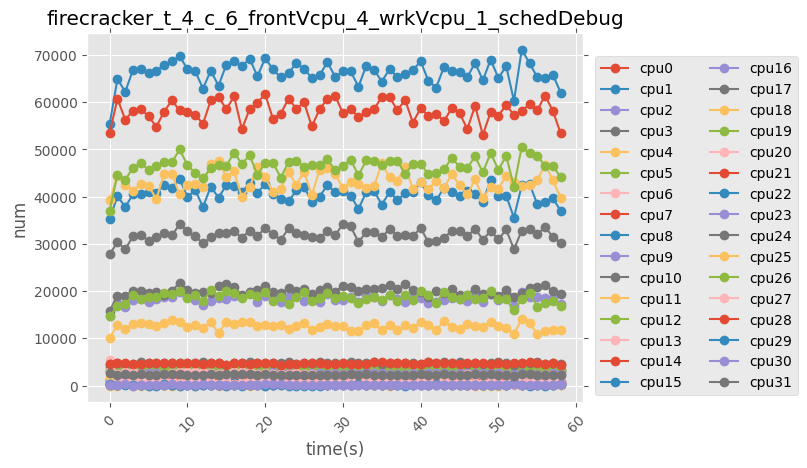 firecracker_t_4_c_6_frontVcpu_4_wrkVcpu_1_schedDebug
70000
60000
50000
40000
30000
20000
10000
0
num
0
10
20
30
40
50
60
time(s)
cpu0
cpu1
cpu2
cpu3
cpu4
cpu5
cpu6
cpu7
cpu8
cpu9
cpu10
cpu11
cpu12
cpu13
cpu14
cpu15
cpu16
cpu17
cpu18
cpu19
cpu20
cpu21
cpu22
cpu23
cpu24
cpu25
cpu26
cpu27
cpu28
cpu29
cpu30
cpu31